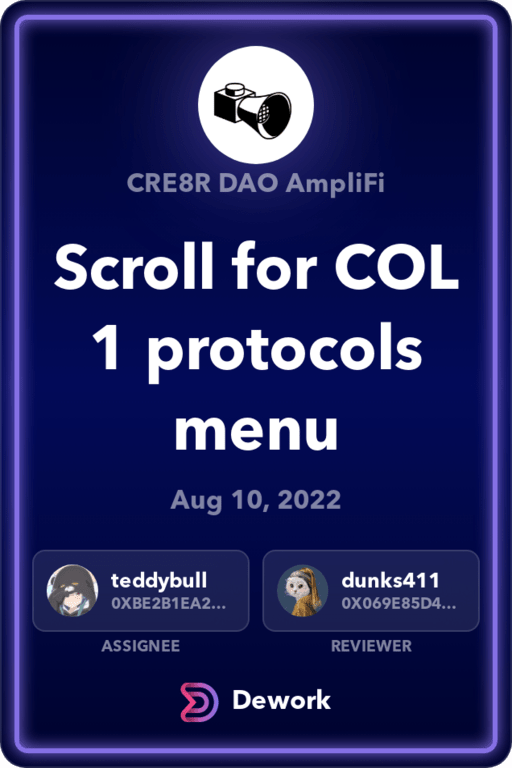 CRE8R DAO AmpliFi
Scroll for COL
1 protocols
menu
Aug 10, 2022
teddybull
0XBE2B1EA2...
ASSIGNEE
dunks411
0X069E85D4...
REVIEWER
Dework